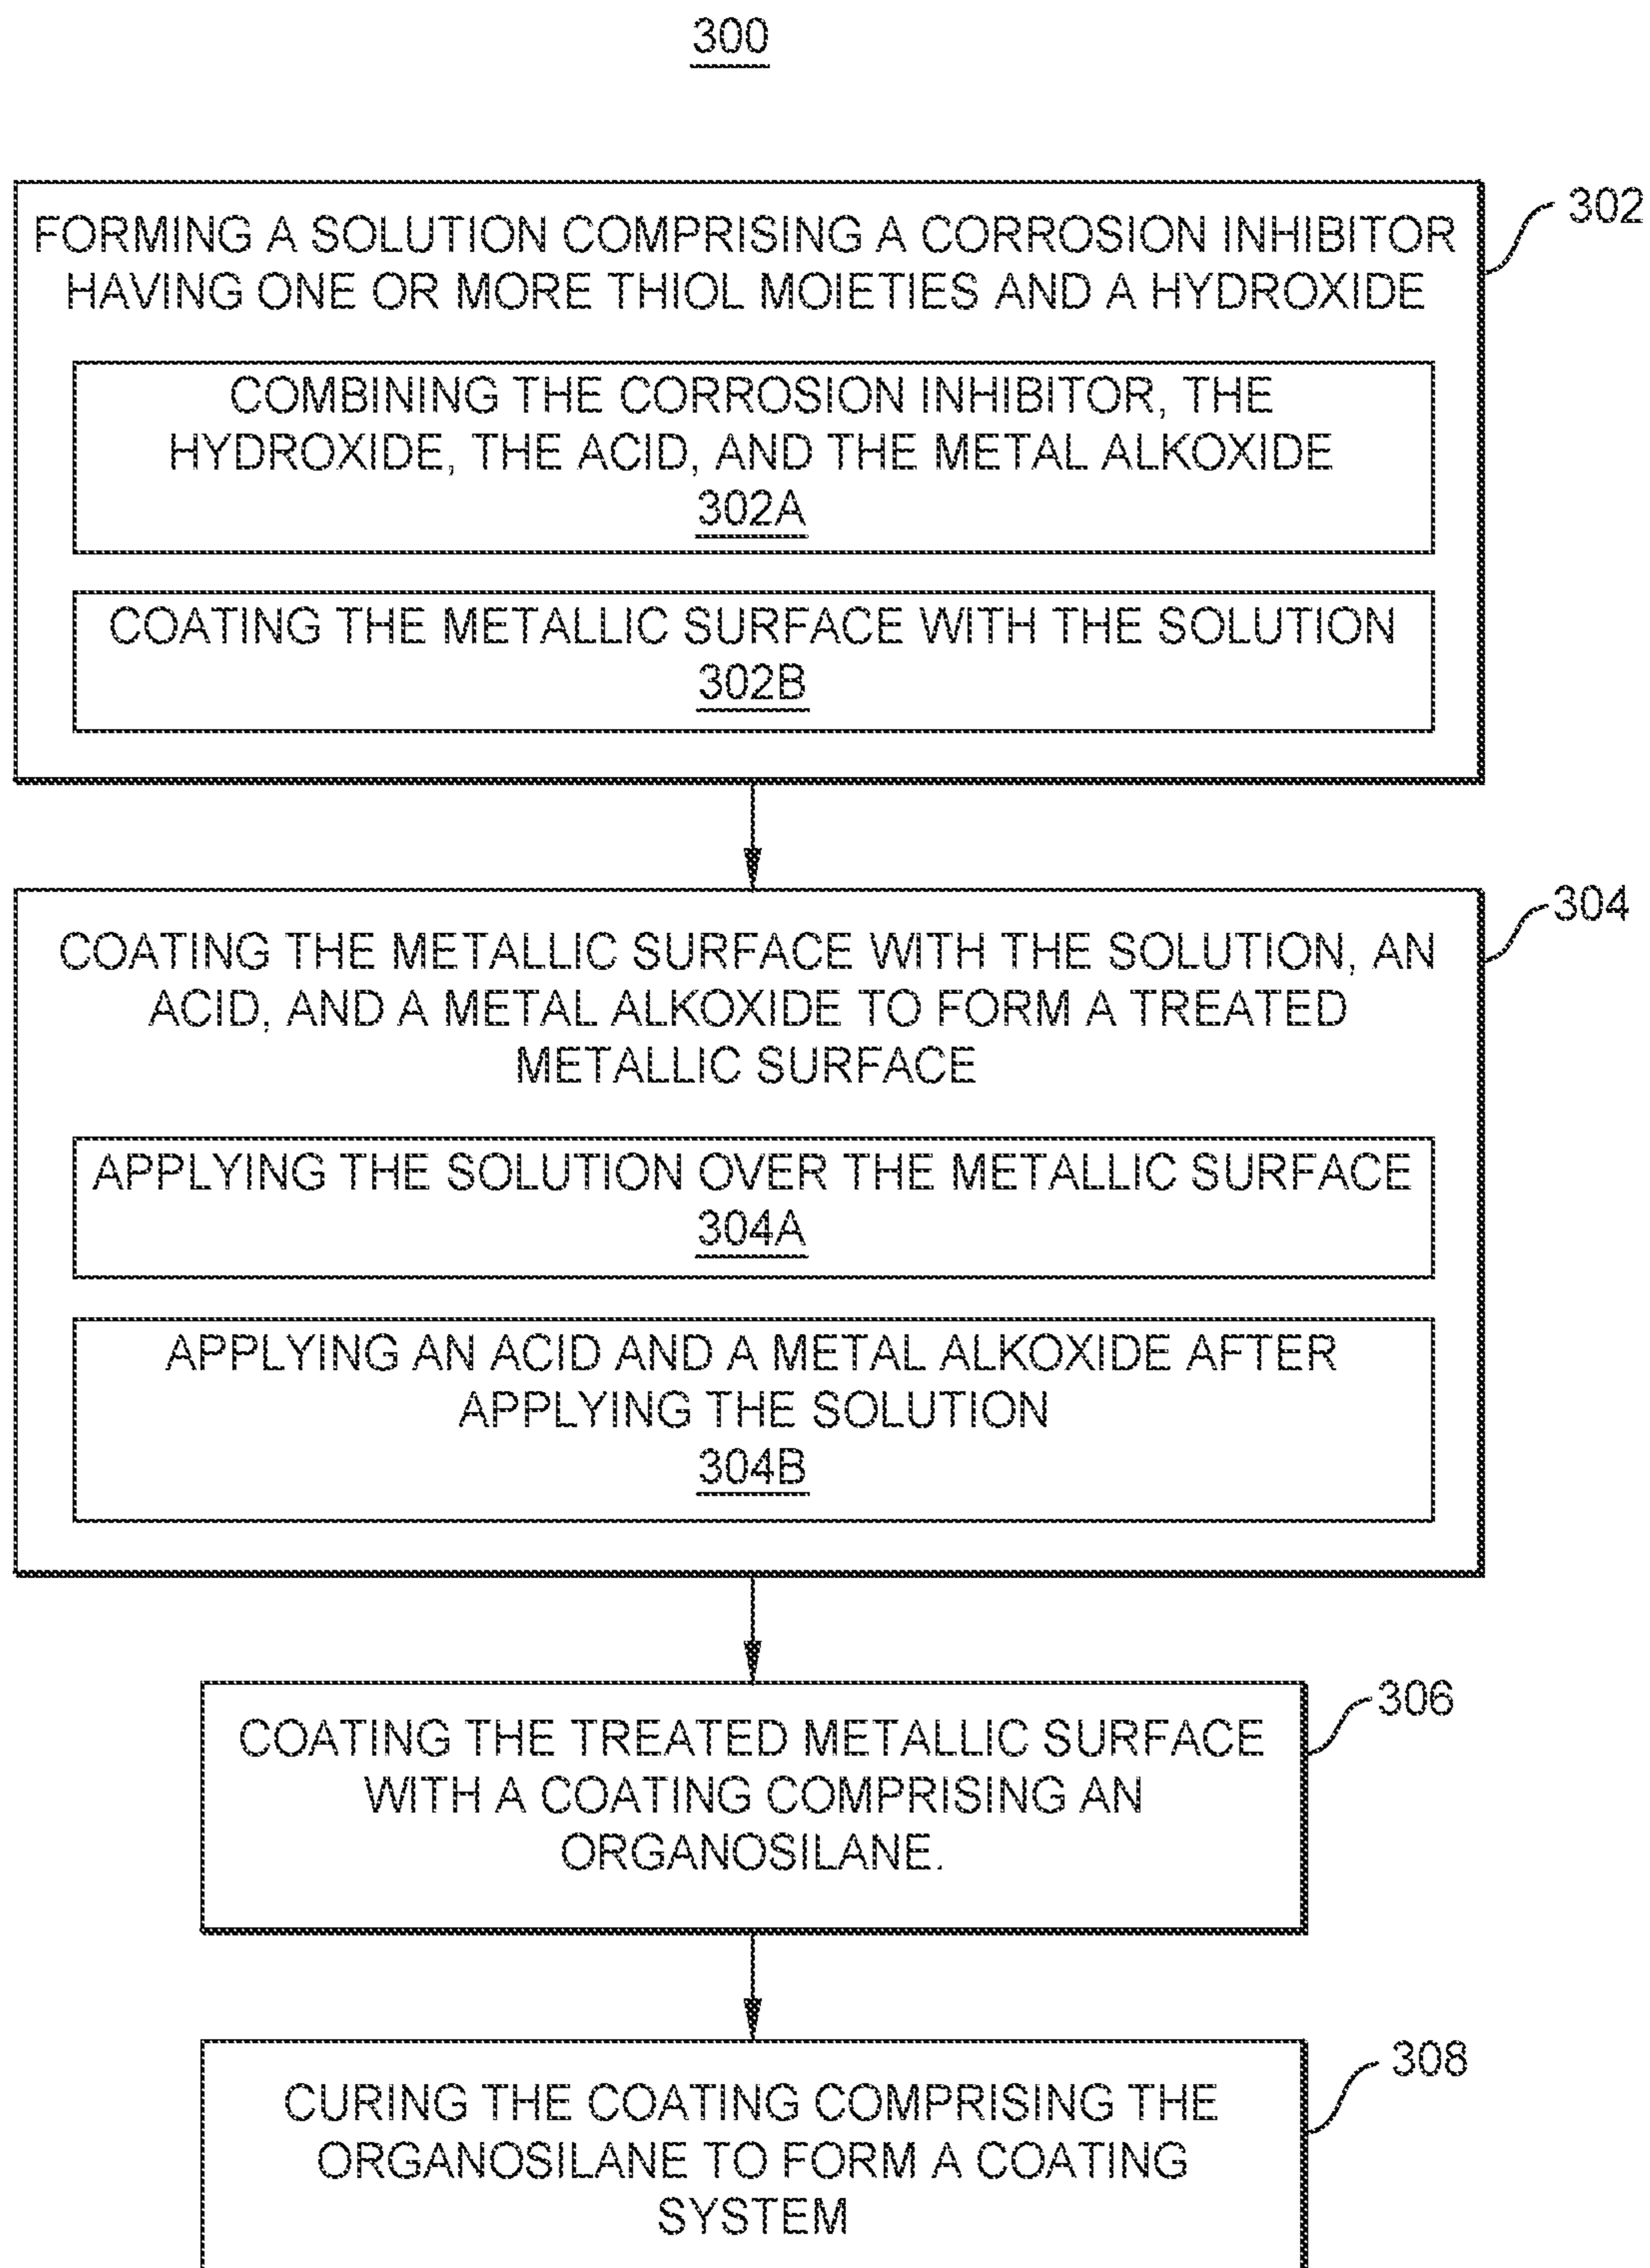 300
302
FORMING A SOLUTION COMPRISING A CORROSION INHIBITOR
HAVING ONE OR MORE THIOL MOIETIES AND A HYDROXIDE
COMBINING THE CORROSION INHIBITOR, THE
HYDROXIDE, THE ACID, AND THE METAL ALKOXIDE
302A
COATING THE METALLIC SURFACE WITH THE SOLUTION
302B
304
COATING THE METALLIC SURFACE WITH THE SOLUTION, AN
ACID, AND A METAL ALKOXIDE TO FORM A TREATED
METALLIC SURFACE
APPLYING THE SOLUTION OVER THE METALLIC SURFACE
304A
APPLYING AN ACID AND A METAL ALKOXIDE AFTER
APPLYING THE SOLUTION
304B
306
COATING THE TREATED METALLIC SURFACE
WITH A COATING COMPRISING AN
ORGANOSILANE.
308
CURING THE COATING COMPRISING THE
ORGANOSILANE TO FORM A COATING
SYSTEM